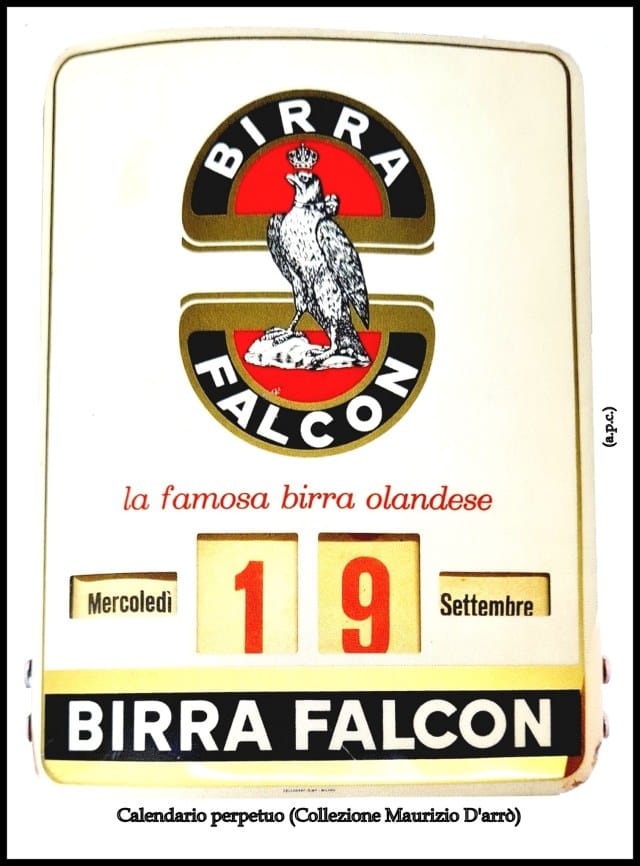 BIRRA
FALCON
la famosa birra olandese
Mercoledì 19 Settembre
BIRRA FALCON
Calendario perpetuo (Collezione Maurizio D'arrò)
(a.p.c.)